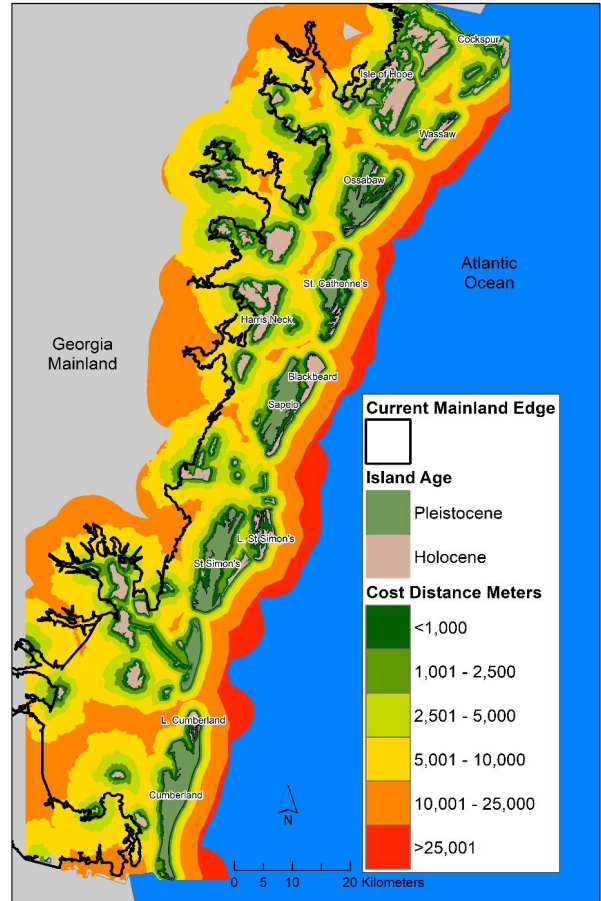 Cockspur
Isle of Hope
Wassaw
Ossabaw
Atlantic
Ocean
St. Catherine's
Harris Neck
Georgia
Mainland
Blackbeard
Sapelo
L. St Simon's
St Simon's
L. Cumberland
Cumberland
Current Mainland Edge
Island Age
Pleistocene
Holocene
Cost Distance Meters
<1,000
1,001 - 2,500
2,501 - 5,000
5,001 - 10,000
10,001 - 25,000
>25,001
N
0 5 10 20 Kilometers